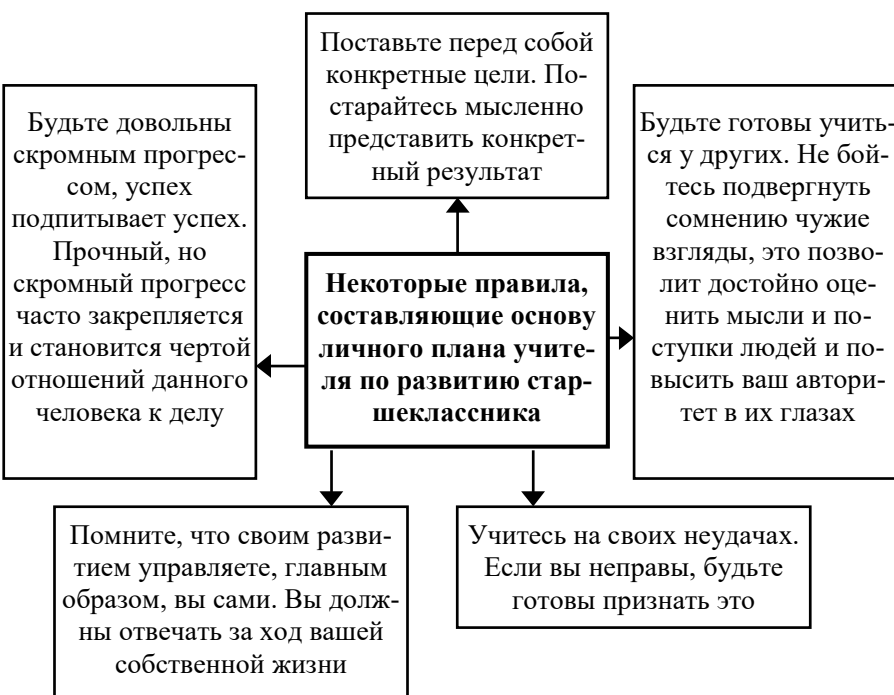 Поставьте перед собой
конкретные цели. По-
старайтесь мысленно
представить конкрет-
ный результат
Будьте довольны
скромным прогрес-
сом, успех
подпитывает успех.
Прочный, но
скромный прогресс
часто закрепляется
и становится чертой
отношений данного
человека к делу
Некоторые правила,
составляющие основу
личного плана учите-
ля по развитию стар-
шеклассника
Будьте готовы учить-
ся у других. Не бой-
тесь подвергнуть
сомнению чужие
взгляды, это позво-
лит достойно оце-
нить мысли и по-
ступки людей и по-
высить ваш автори-
тет в их глазах
Помните, что своим разви-
тием управляете, главным
образом, вы сами. Вы долж-
ны отвечать за ход вашей
собственной жизни
Учитесь на своих неудачах.
Если вы неправы, будьте
готовы признать это